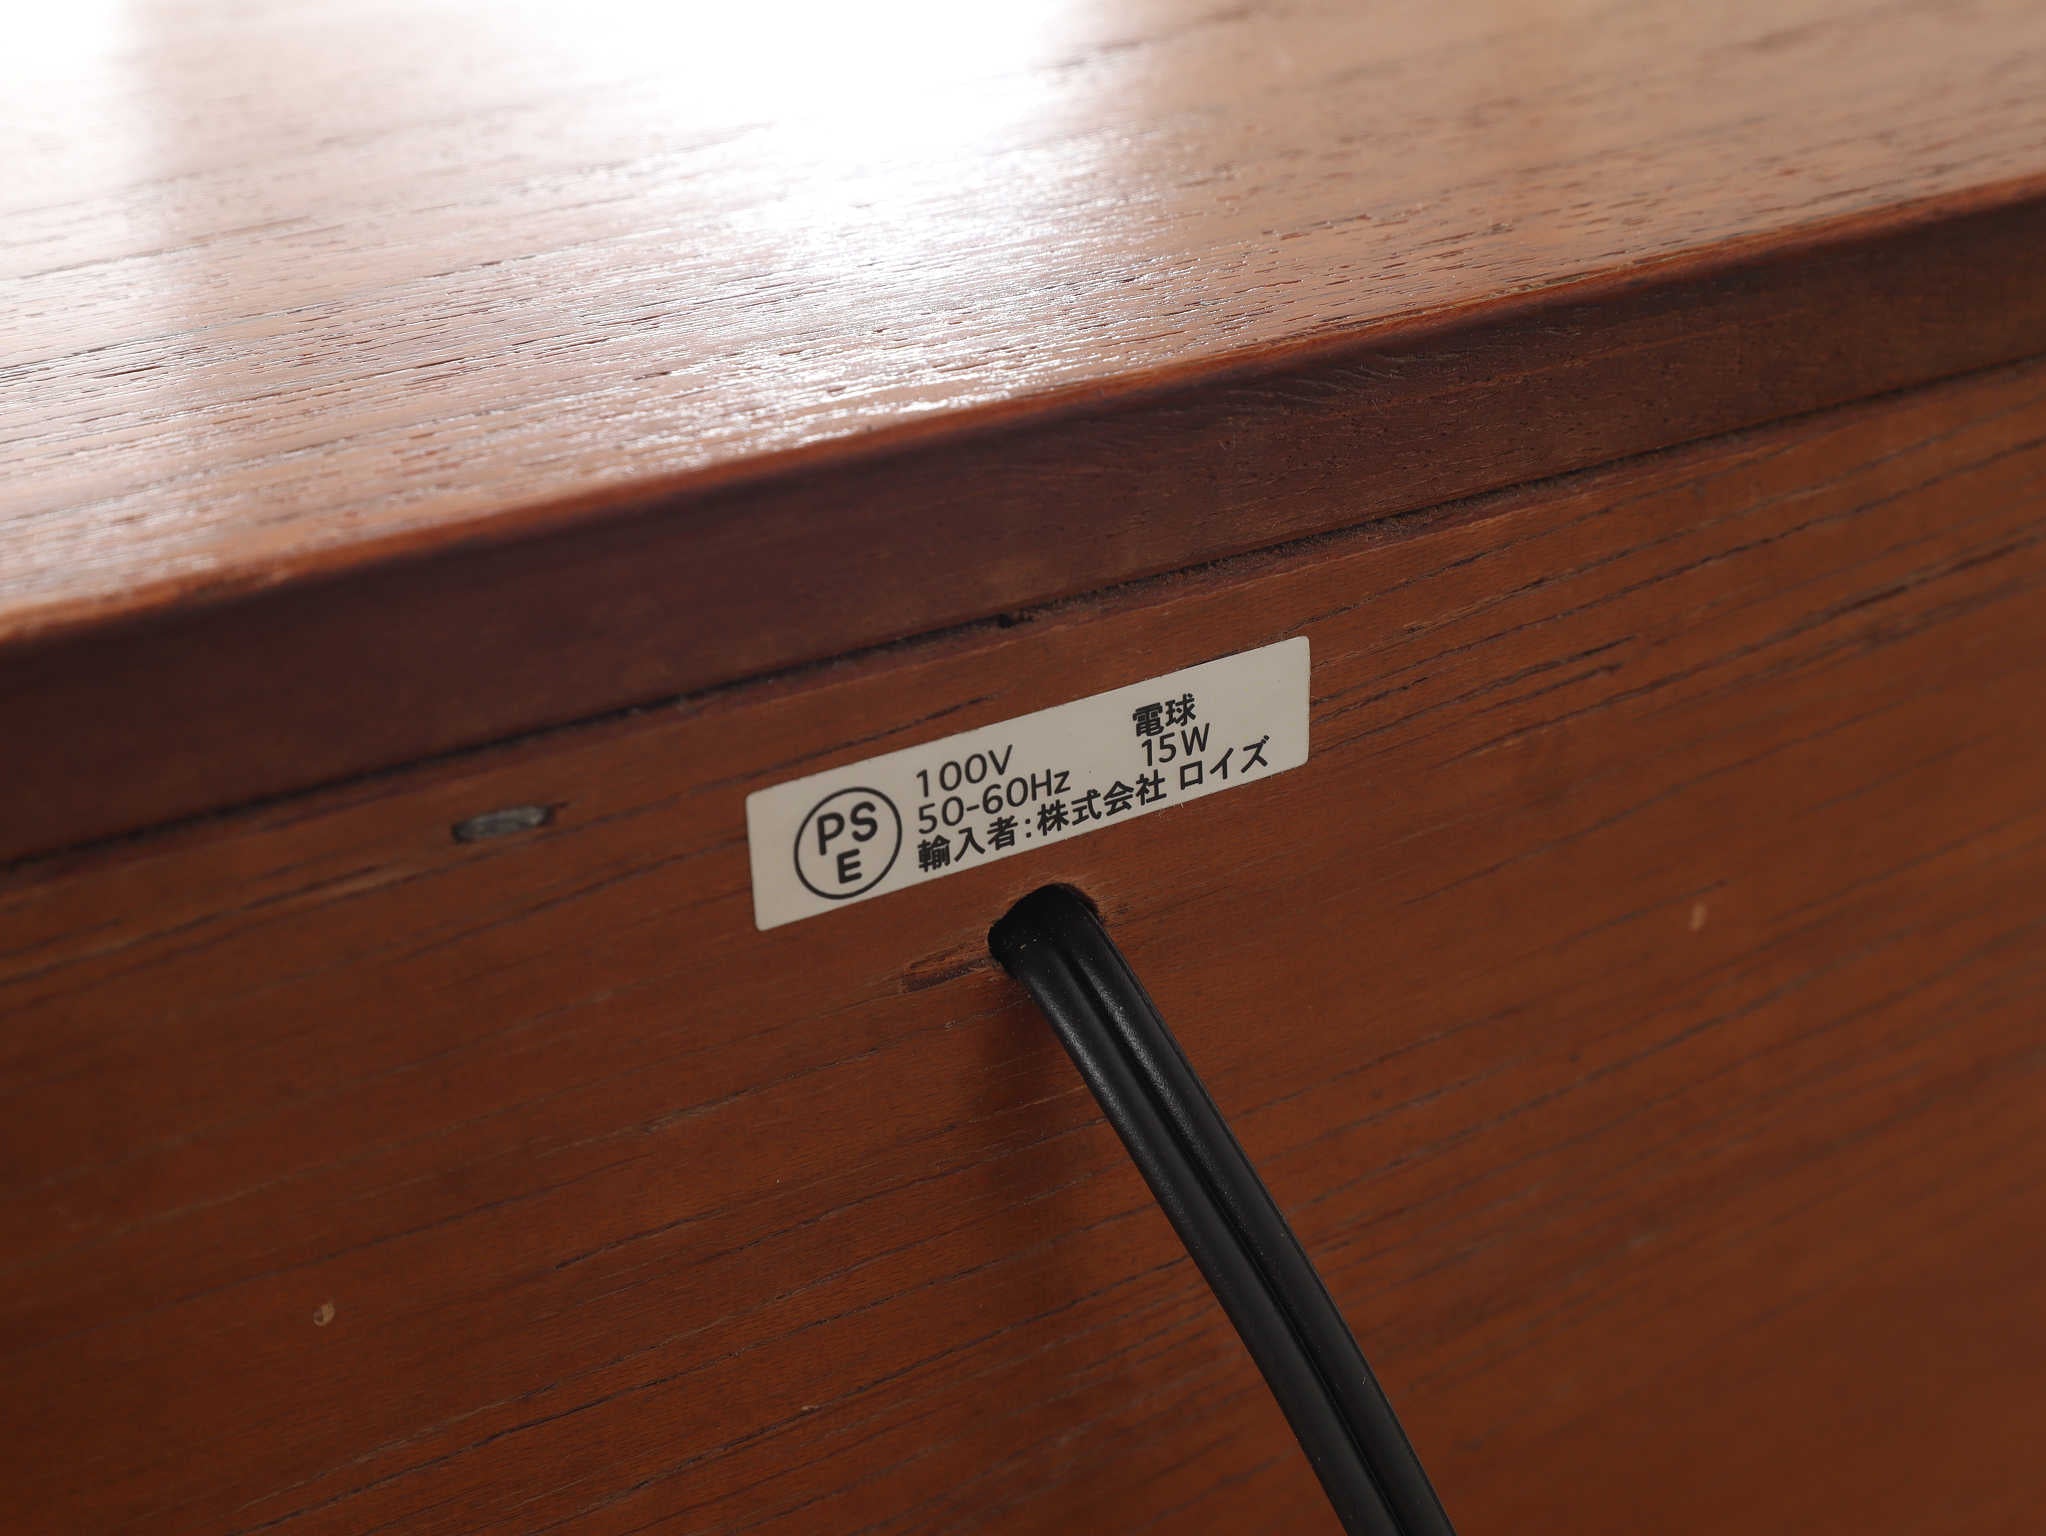 PS
E
100V
50-60Hz
電球
15W
輸入者:株式会社 ロイズ